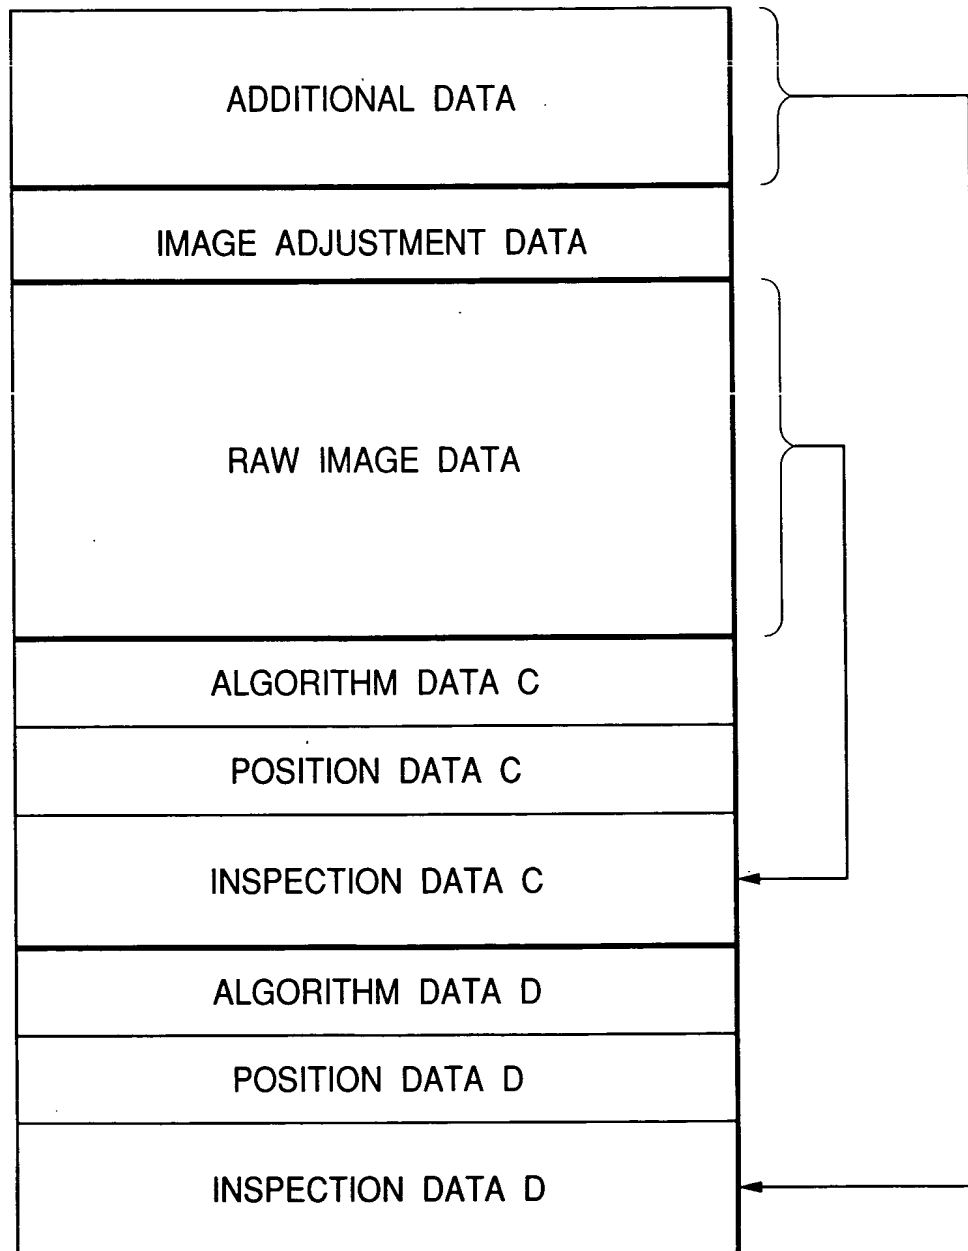 ADDITIONAL DATA
IMAGE ADJUSTMENT DATA
RAW IMAGE DATA
ALGORITHM DATA C
POSITION DATA C
INSPECTION DATA C
ALGORITHM DATA D
POSITION DATA D
INSPECTION DATA D